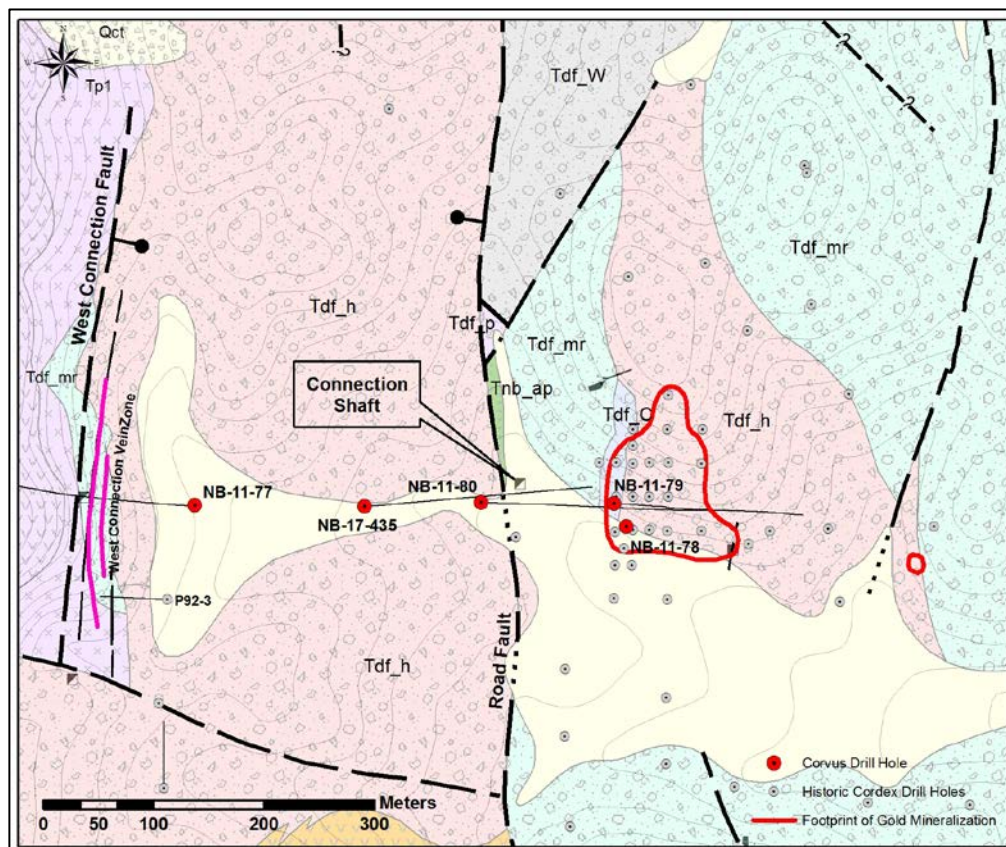 Qct
?
?
Tdf_W
Tp1
?
West Connection Fault
Tdf_mr
Tdf_h
Tdf_p
Tdf_mr
Tdf_mr
Tnb_ap
Connection
Shaft
Tdf_C
Tdf_h
West Connection VeinZone
NB-11-77
NB-11-80
NB-11-79
NB-17-435
NB-11-78
P92-3
Road Fault
Tdf_h
Corvus Drill Hole
Historic Cordex Drill Holes
Footprint of Gold Mineralization
Meters
0 50 100 200 300